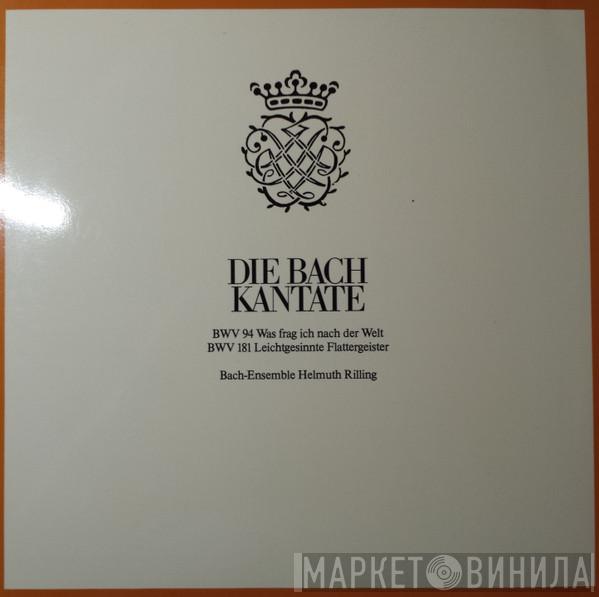 DIE BACH
KANTATE
BWV 94 Was frag ich nach der Welt
BWV 181 Leichtgesinnte Flattergeister
Bach-Ensemble Helmuth Rilling
МАРКЕТ ВИНИЛА